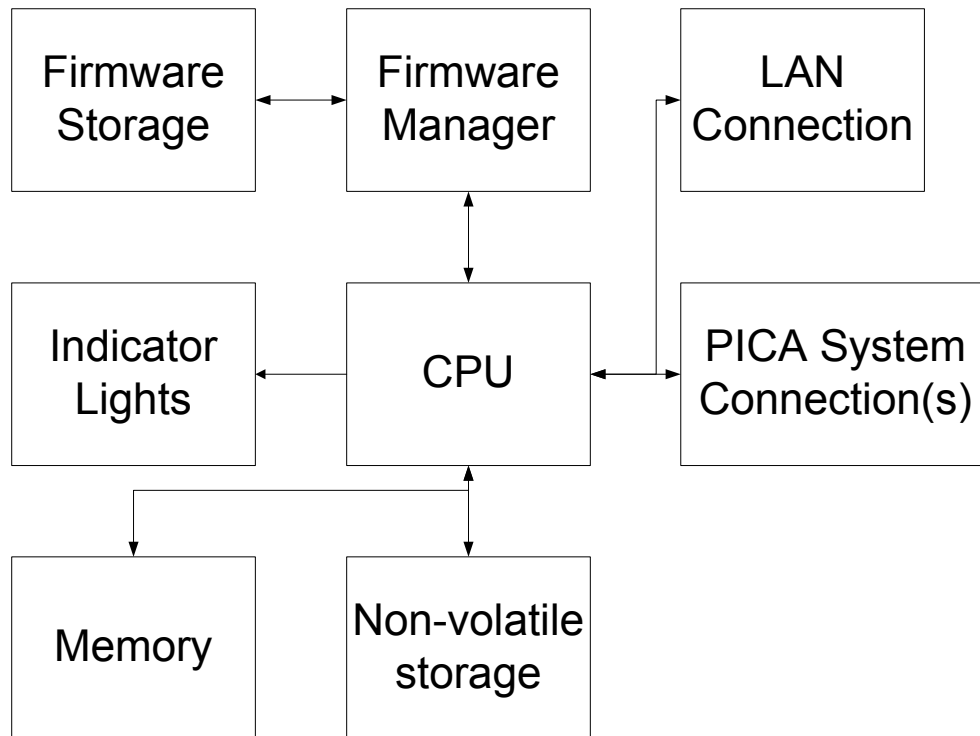 Firmware
Storage
Firmware
Manager
LAN
Connection
Indicator
Lights
CPU
PICA System
Connection(s)
Memory
Non-volatile
storage